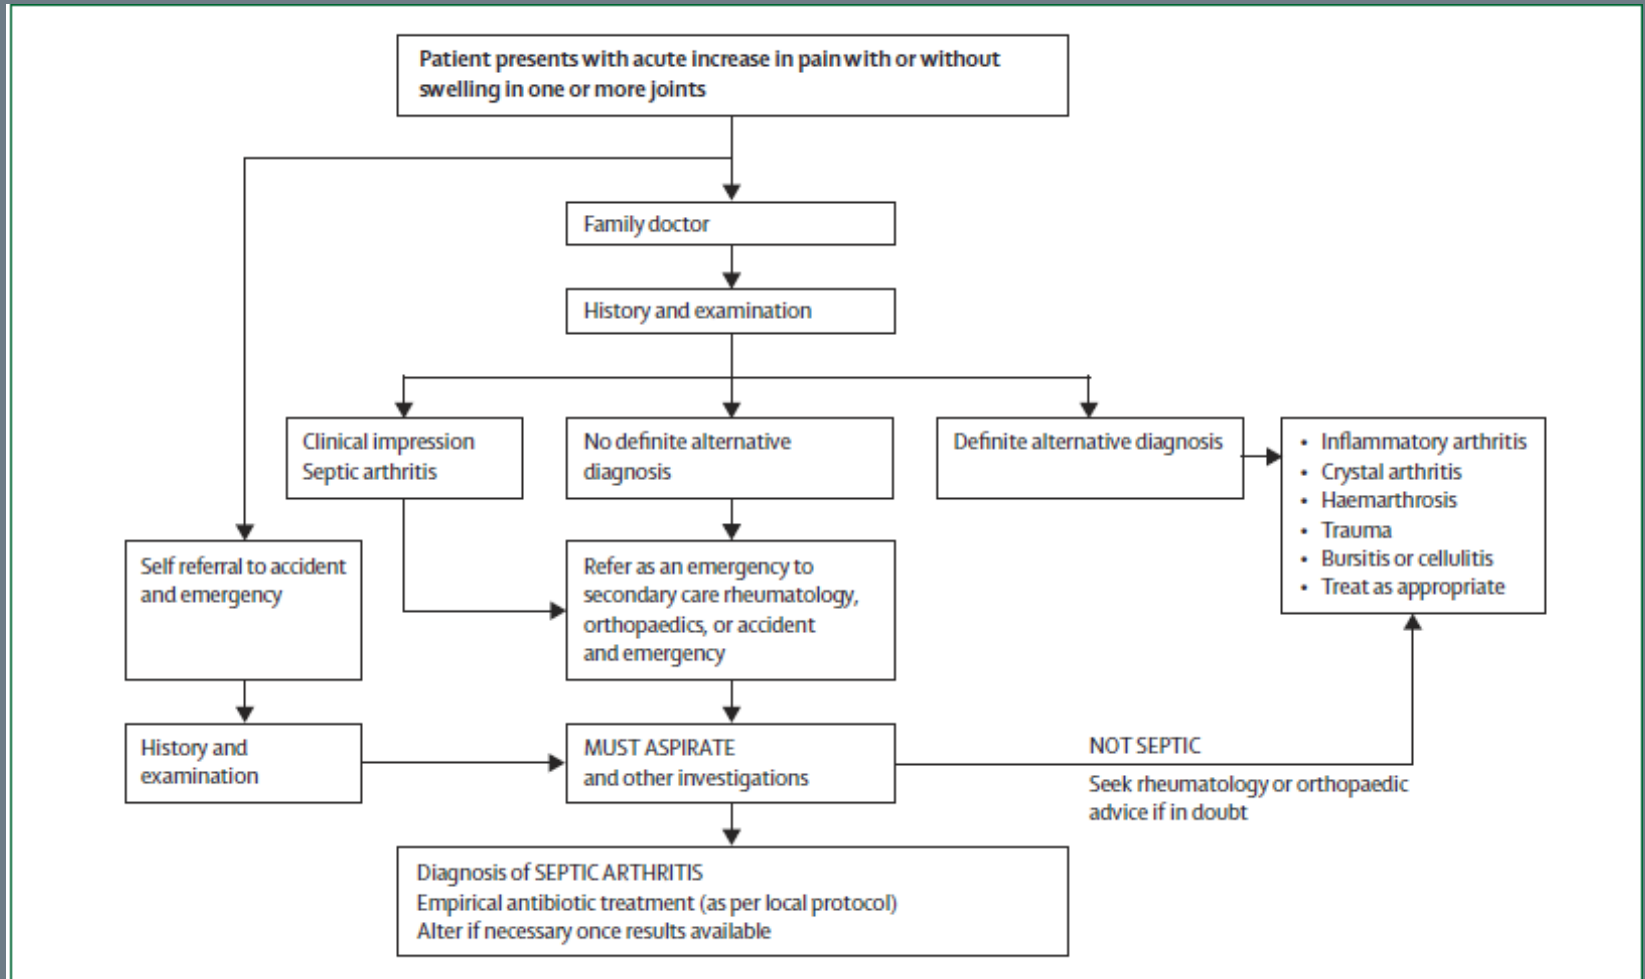 Patient presents with acute increase in pain with or without
swelling in one or more joints
Family doctor
History and examination
Clinical impression
Septic arthritis
No definite alternative
diagnosis
Definite alternative diagnosis
• Inflammatory arthritis
• Crystal arthritis
• Haemarthrosis
• Trauma
• Bursitis or cellulitis
• Treat as appropriate
Self referral to accident
and emergency
Refer as an emergency to
secondary care rheumatology,
orthopaedics, or accident
and emergency
History and
examination
MUST ASPIRATE
and other investigations
NOT SEPTIC
Seek rheumatology or orthopaedic
advice if in doubt
Diagnosis of SEPTIC ARTHRITIS
Empirical antibiotic treatment (as per local protocol)
Alter if necessary once results available